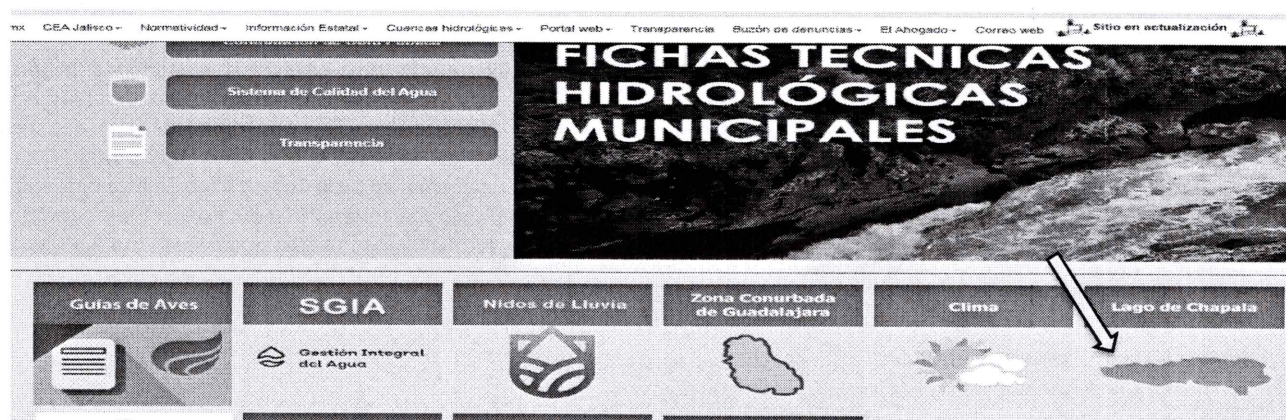 mx CEA Jalisco Normatividad Información Estatal Cuencas hidrológicas Portal web Transparencia Buzón de denuncias El Ahogado Correo web Sitio en actualización
Sistema de Calidad del Agua
Transparencia
FICHAS TECNICAS
HIDROLÓGICAS
MUNICIPALES
Guías de Aves
SGIA
Gestión Integral
del Agua
Nidos de Lluvia
Zona Conurbada
de Guadalajara
Clima
Lago de Chapala